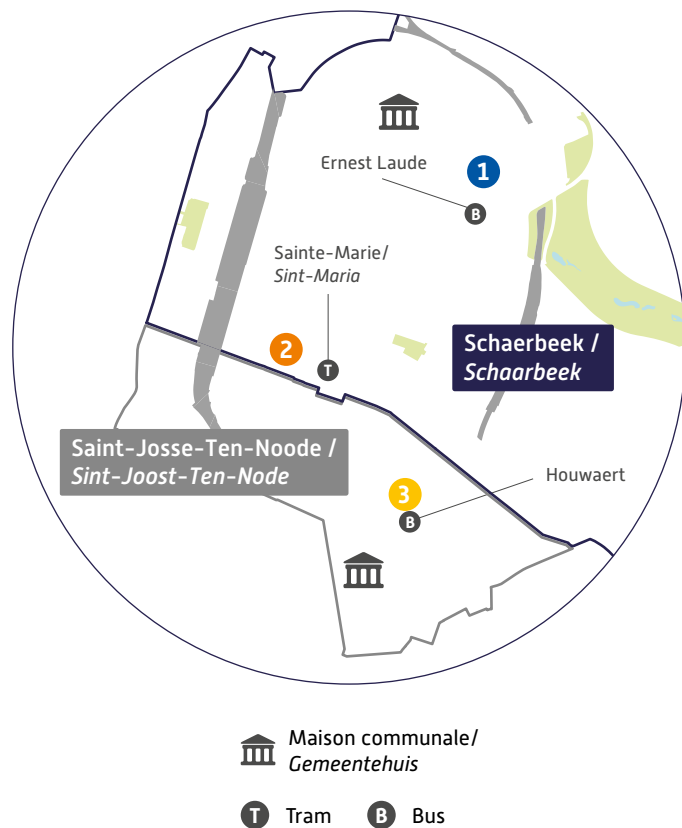 Ernest Laude
1
B
Sainte-Marie/
Sint-Maria
2
T
Schaerbeek /
Schaarbeek
Saint-Josse-Ten-Noode /
Sint-Joost-Ten-Node
3
B
Houwaert
Maison communale/
Gemeentehuis
T Tram B Bus